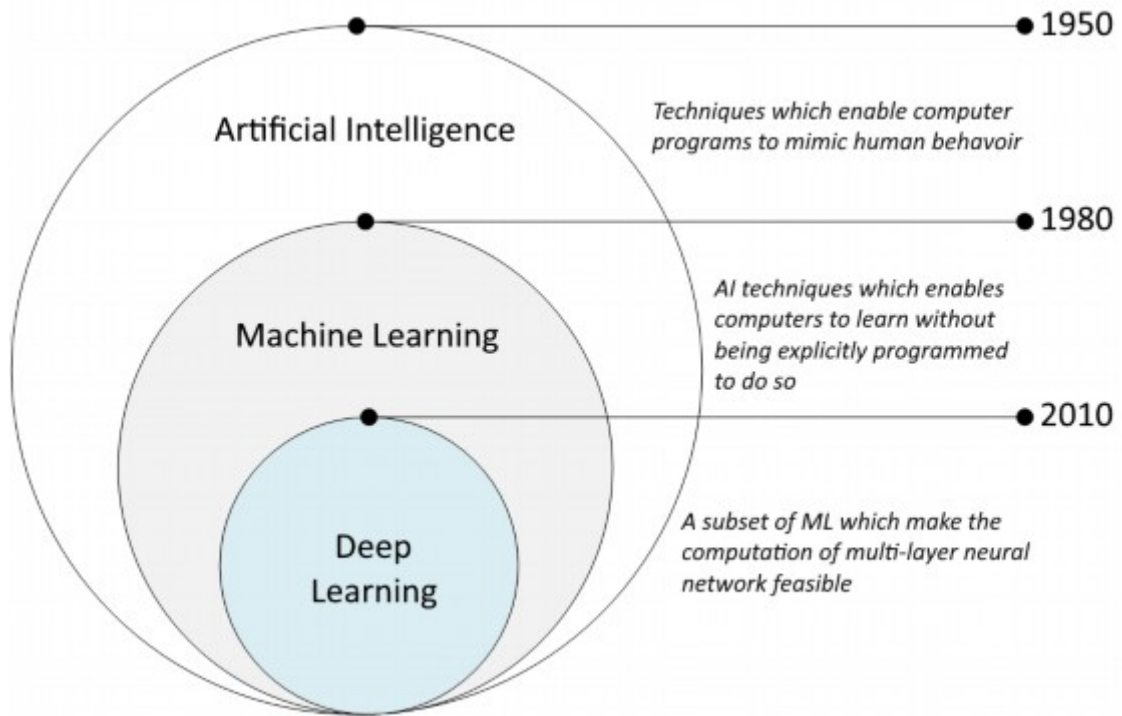 1950
Artificial Intelligence
Techniques which enable computer
programs to mimic human behavoir
1980
AI techniques which enables
computers to learn without
being explicitly programmed
to do so
Machine Learning
2010
A subset of ML which make the
computation of multi-layer neural
network feasible
Deep
Learning